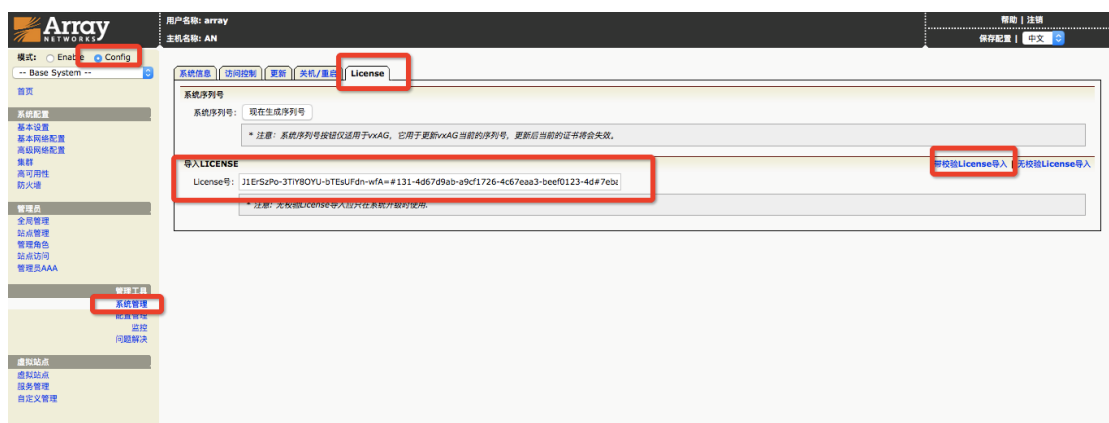 Array
NETWORKS
用户名称: array
主机名称: AN
帮助 | 注销
保存配置 | 中文
模式: Enable Config
-- Base System --
首页
系统配置
基本设置
基本网络配置
高级网络配置
集群
高可用性
防火墙
管理员
全局管理
站点管理
管理角色
站点访问
管理员AAA
管理工具
系统管理
配置管理
监控
问题解决
虚拟站点
虚拟站点
服务管理
自定义管理
系统信息 访问控制 更新 关机/重启 License
系统序列号
系统序列号: 现在生成序列号
* 注意: 系统序列号按钮仅适用于vxAG, 它用于更新vxAG当前的序列号, 更新后当前的证书将会失效。
导入LICENSE 带校验License导入 | 无校验License导入
License号: J1ErSzPo-3TiY8OYU-bTEsUFdn-wfA=#131-4d67d9ab-a9cf1726-4c67eaa3-beef0123-4d#7eba
* 注意: 无校验License导入应只在系统升级时使用.